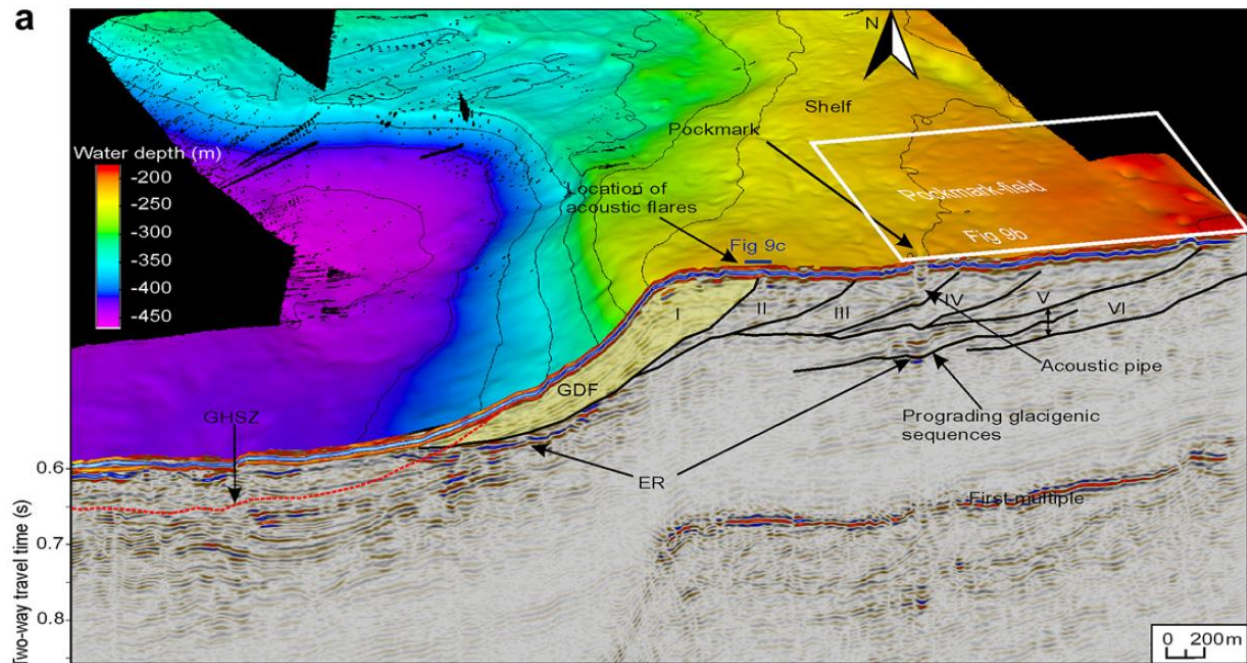 a
N
Shelf
Pockmark
Water depth (m)
-200
-250
-300
-350
-400
-450
Location of
acoustic flares
Pockmark-field
Fig 9b
Fig 9c
I
II
III
IV
V
VI
GDF
Acoustic pipe
GHSZ
Prograding glacigenic
sequences
ER
First multiple
0.6
0.7
0.8
Two-way travel time (s)
0 200m